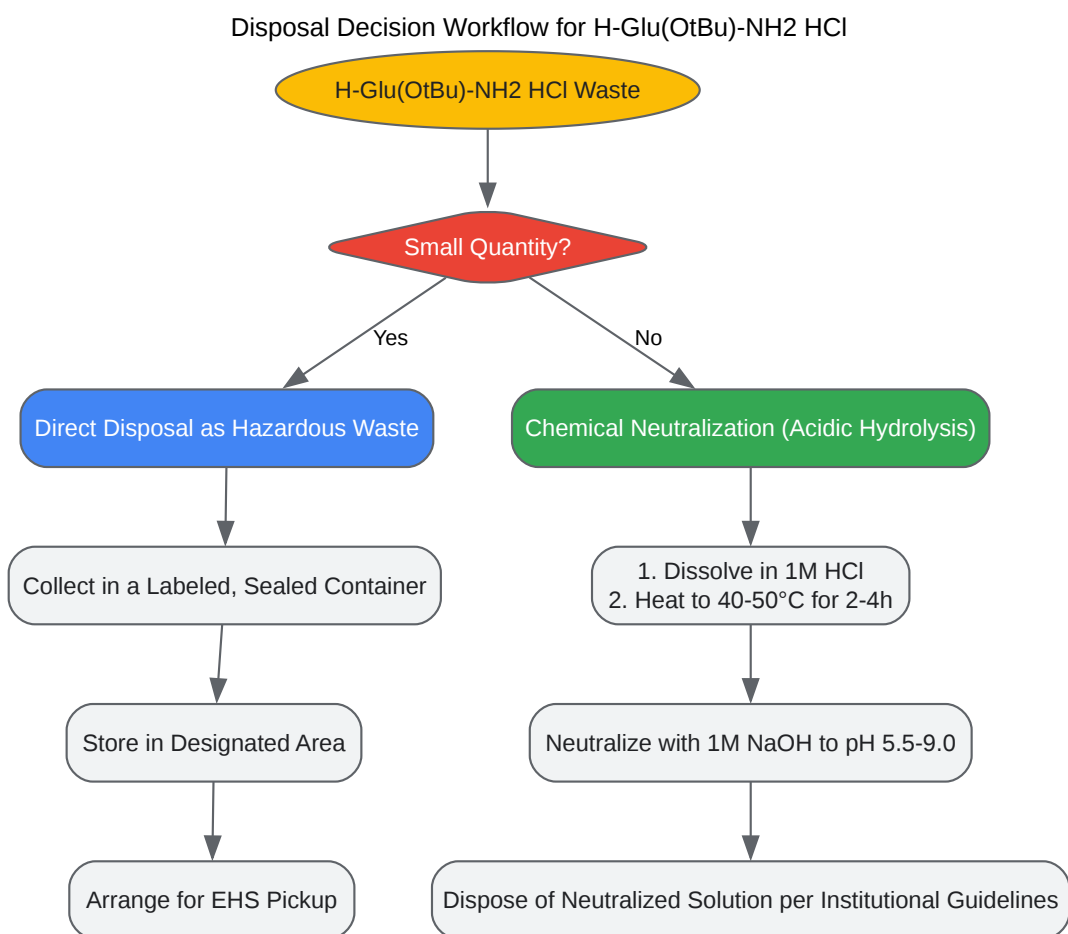 Disposal Decision Workflow for H-Glu(OtBu)-NH2 HCl
H-Glu(OtBu)-NH2 HCl Waste
Small Quantity?
Yes
No
Direct Disposal as Hazardous Waste
Chemical Neutralization (Acidic Hydrolysis)
Collect in a Labeled, Sealed Container
1. Dissolve in 1M HCl
2. Heat to 40-50°C for 2-4h
Store in Designated Area
Neutralize with 1M NaOH to pH 5.5-9.0
Arrange for EHS Pickup
Dispose of Neutralized Solution per Institutional Guidelines